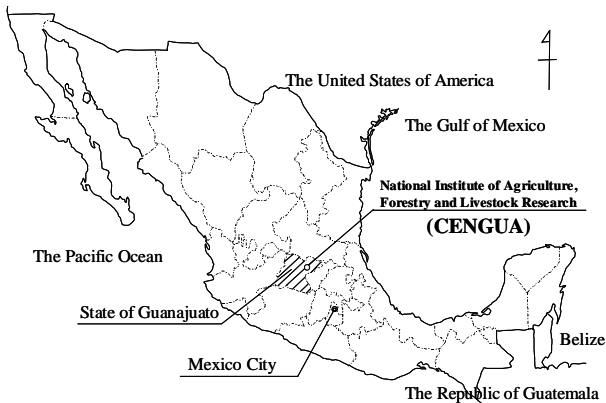 The United States of America
The Gulf of Mexico
National Institute of Agriculture,
Forestry and Livestock Research
(CENGUA)
The Pacific Ocean
State of Guanajuato
Mexico City
Belize
The Republic of Guatemala